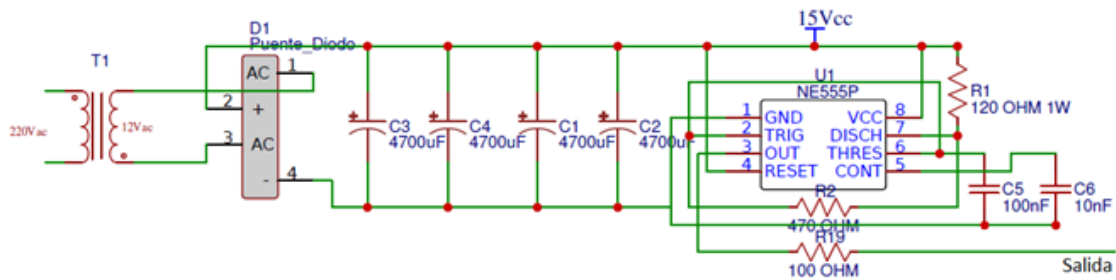 15Vcc
D1
Puente_Diodo
T1
AC
1
2
+
3
AC
-
4
220Vac
12Vac
C3
4700uF
C4
4700uF
C1
4700uF
C2
4700uF
U1
NE555P
1 GND VCC 8
2 TRIG DISCH 7
3 OUT THRES 6
4 RESET CONT 5
R1
120 OHM 1W
R2
470 OHM
R19
100 OHM
C5
100nF
C6
10nF
Salida